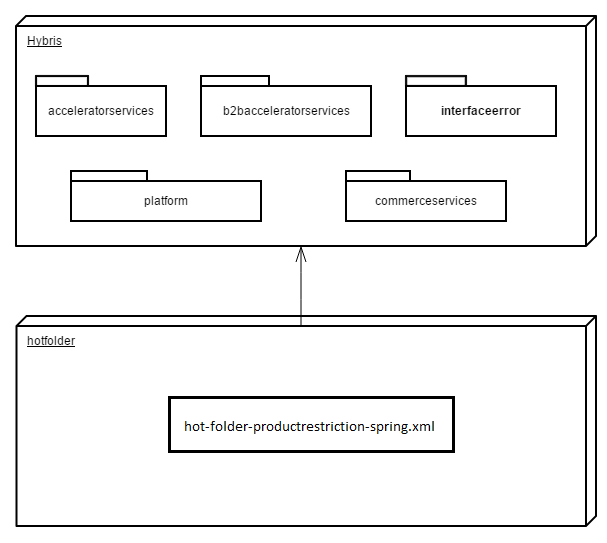 Hybris
acceleratorservices
b2bacceleratorservices
interfaceerror
platform
commerceservices
hotfolder
hot-folder-productrestriction-spring.xml